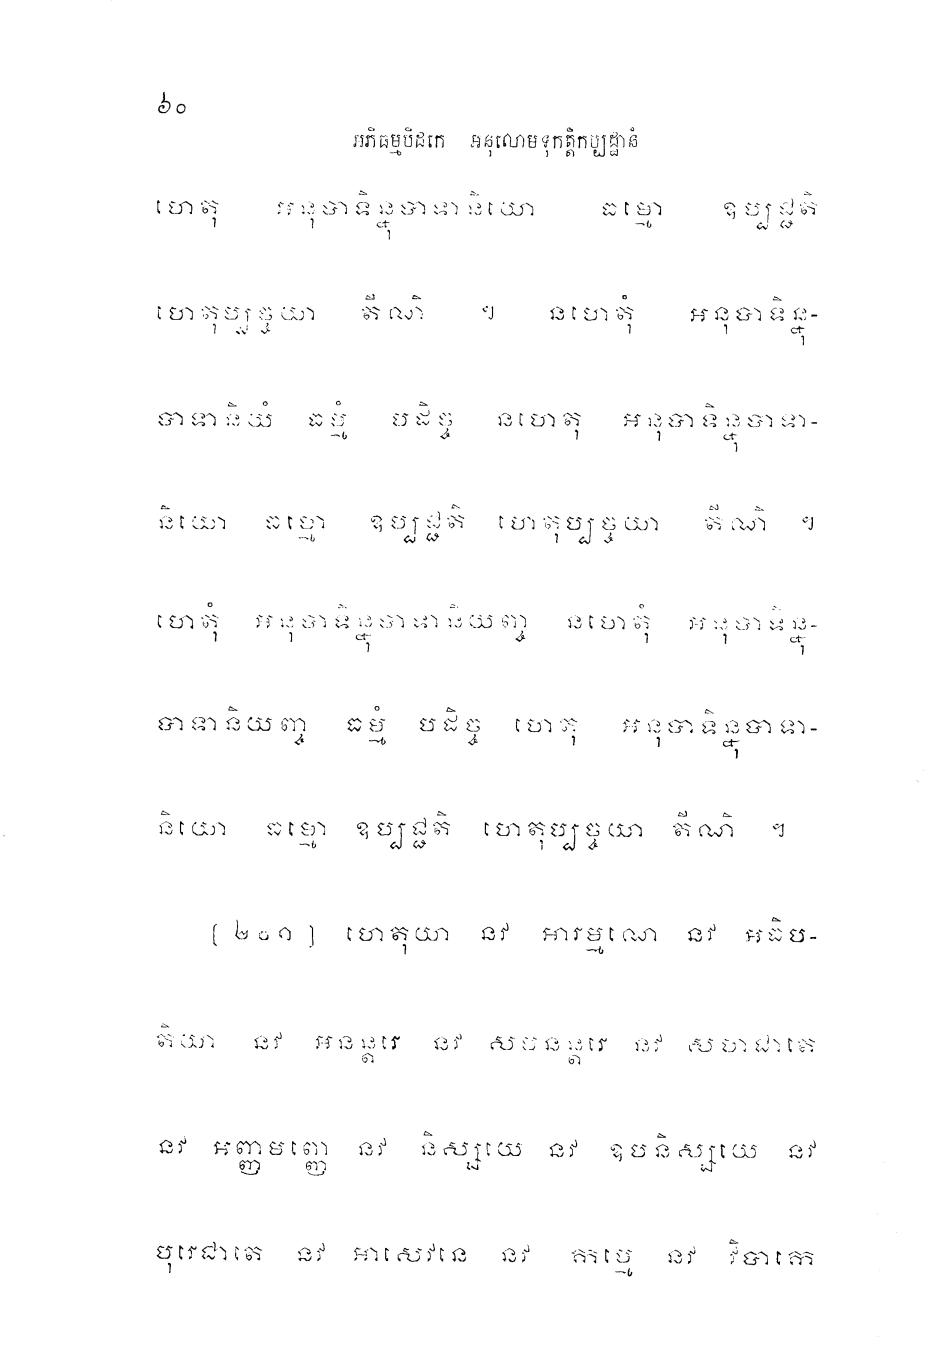 ៦០
អភិធម្មបិដកេ អនុលោមទុកត្តិកប្បដ្ឋានំ
ហេតុ អនុបាទិន្នុបាទានិយោ ធម្មោ ឧប្បជ្ជតិ
ហេតុប្បច្ចយា តីណិ ។ នហេតុំ អនុបាទិន្នុ-
បាទានិយំ ធម្មំ បដិច្ច នហេតុ អនុបាទិន្នុបាទា-
និយោ ធម្មោ ឧប្បជ្ជតិ ហេតុប្បច្ចយា តីណិ ។
ហេតុំ អនុបាទិន្នុបាទានិយញ្ច នហេតុំ អនុបាទិន្នុ-
បាទានិយញ្ច ធម្មំ បដិច្ច ហេតុ អនុបាទិន្នុបាទា-
និយោ ធម្មោ ឧប្បជ្ជតិ ហេតុប្បច្ចយា តីណិ ។
[២០១] ហេតុយា នវ អារម្មណេ នវ អធិប-
តិយា នវ អនន្តរេ នវ សមនន្តរេ នវ សហជាតេ
នវ អញ្ញមញ្ញេ នវ និស្សយេ នវ ឧបនិស្សយេ នវ
បុរេជាតេ នវ អាសេវនេ នវ កម្មេ នវ វិបាកេ